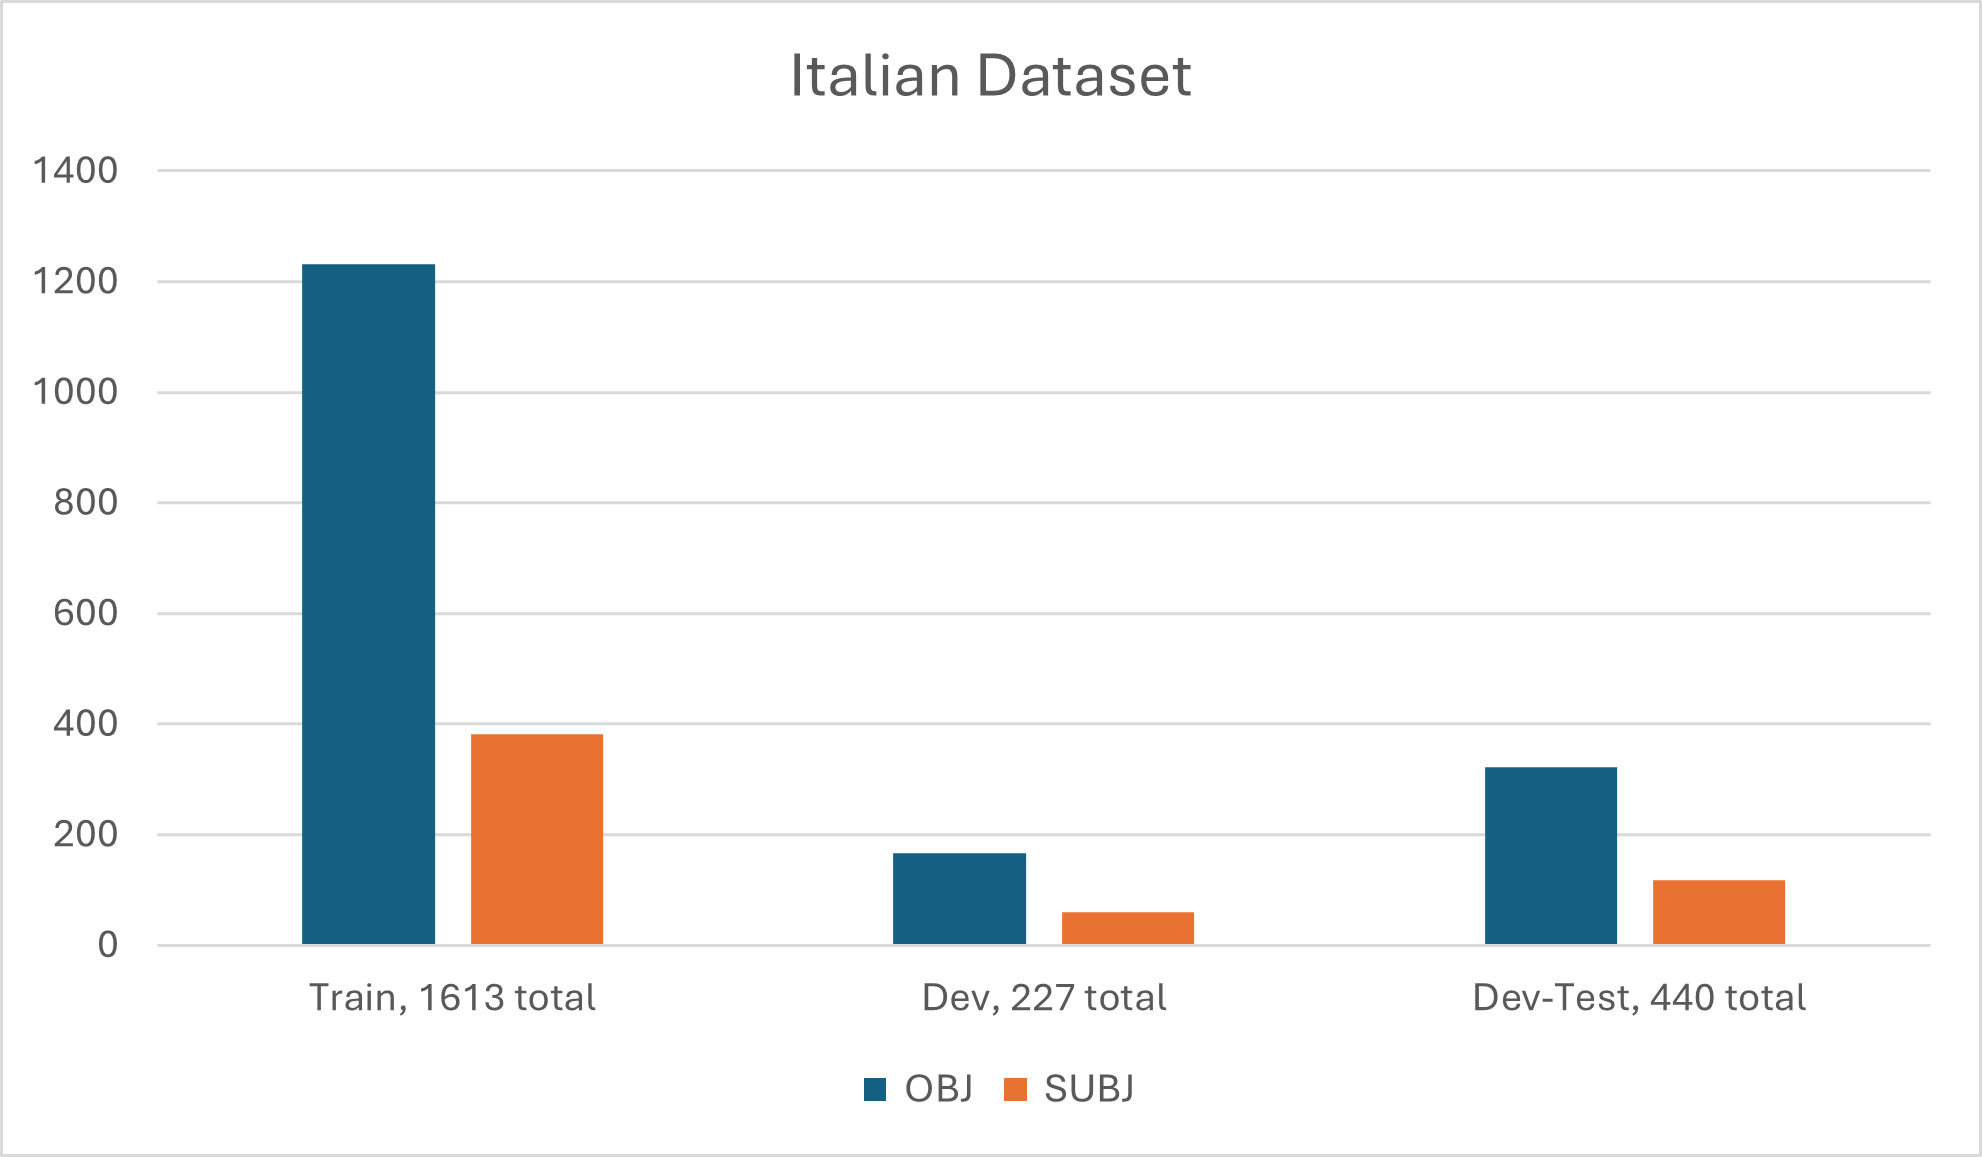 Italian Dataset
1400
1200
1000
800
600
400
200
0
Train, 1613 total
Dev, 227 total
Dev-Test, 440 total
OBJ
SUBJ